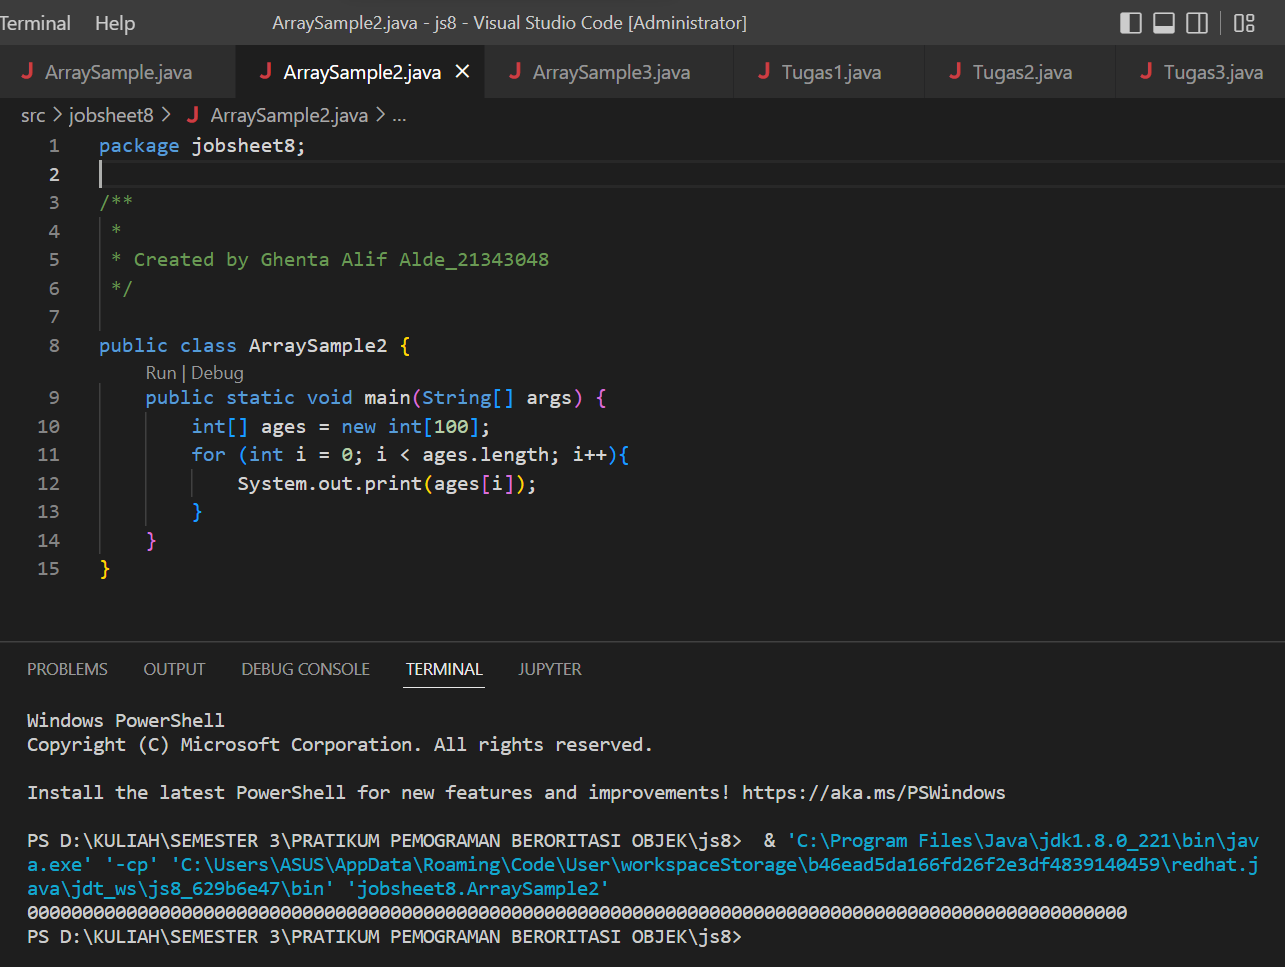 Terminal Help ArraySample2.java - js8 - Visual Studio Code [Administrator]
ArraySample.java ArraySample2.java ArraySample3.java Tugas1.java Tugas2.java Tugas3.java
src > jobsheet8 > ArraySample2.java > ...
1 package jobsheet8;
2
3 /**
4 *
5 * Created by Ghenta Alif Alde_21343048
6 */
7
8 public class ArraySample2 {
Run | Debug
9 public static void main(String[] args) {
10 int[] ages = new int[100];
11 for (int i = 0; i < ages.length; i++){
12 System.out.print(ages[i]);
13 }
14 }
15 }
PROBLEMS OUTPUT DEBUG CONSOLE TERMINAL JUPYTER
Windows PowerShell
Copyright (C) Microsoft Corporation. All rights reserved.
Install the latest PowerShell for new features and improvements! https://aka.ms/PSWindows
PS D:\KULIAH\SEMESTER 3\PRATIKUM PEMOGRAMAN BERORITASI OBJEK\js8> & 'C:\Program Files\Java\jdk1.8.0_221\bin\jav
a.exe' '-cp' 'C:\Users\ASUS\AppData\Roaming\Code\User\workspaceStorage\b46ead5da166fd26f2e3df4839140459\redhat.j
ava\jdt_ws\js8_629b6e47\bin' 'jobsheet8.ArraySample2'
0000000000000000000000000000000000000000000000000000000000000000000000000000000000000000000000000000
PS D:\KULIAH\SEMESTER 3\PRATIKUM PEMOGRAMAN BERORITASI OBJEK\js8>